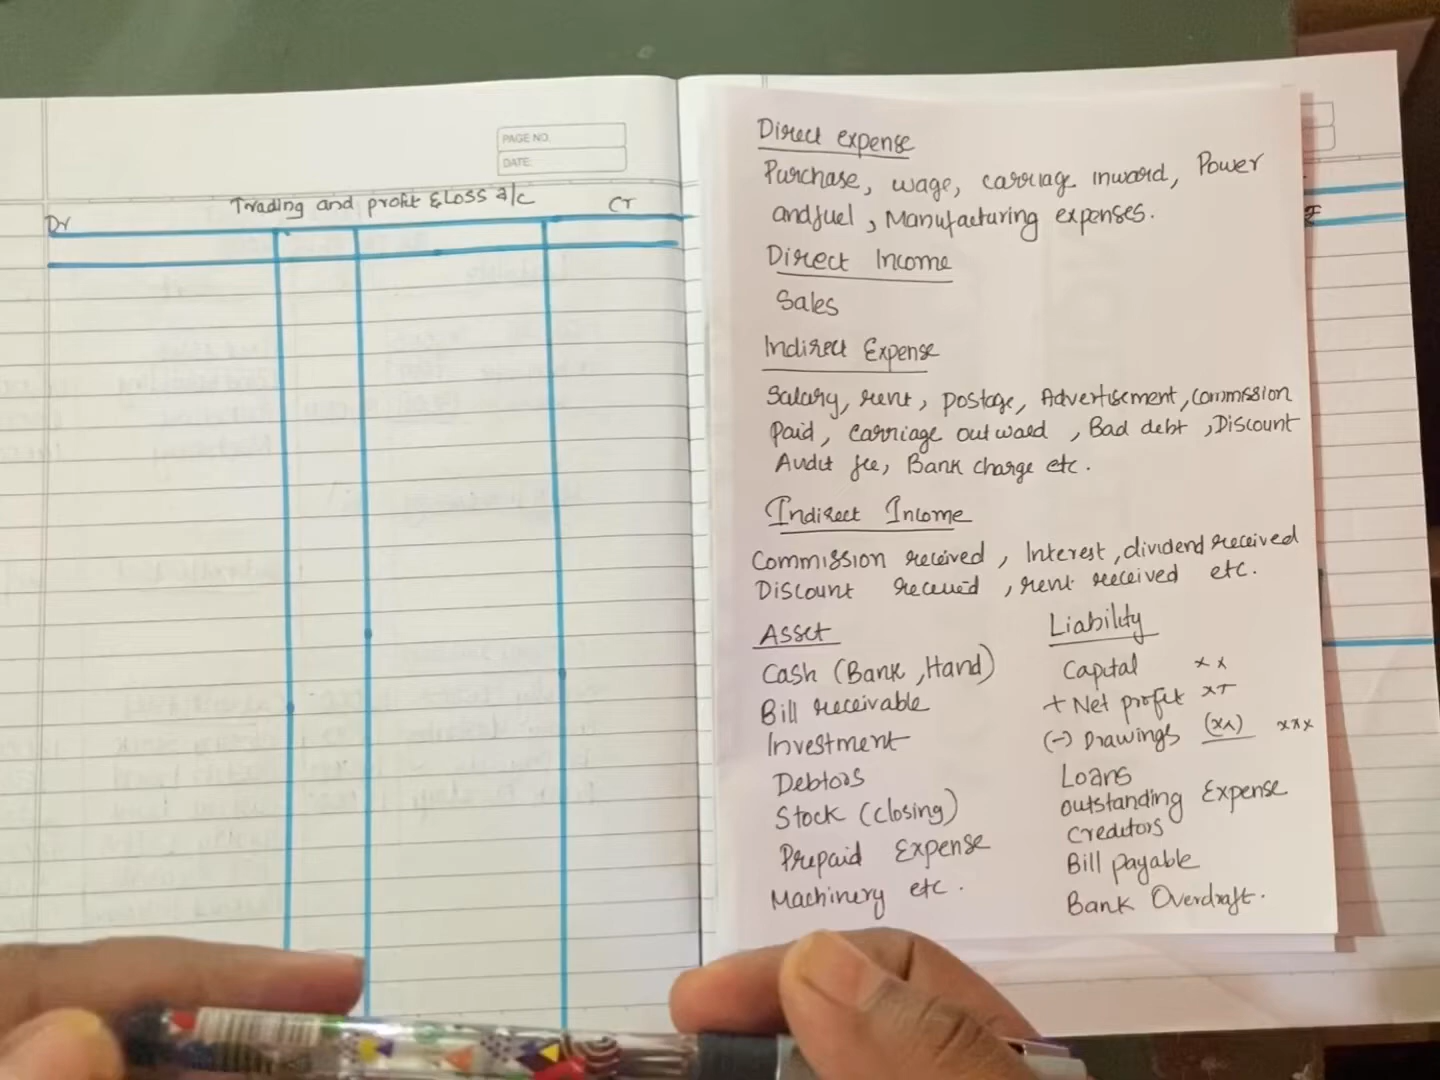 PAGE NO.
DATE:
Trading and profit & Loss a/c
Dr
Cr
Direct expense
Purchase, wage, carriage inward, Power
and fuel, Manufacturing expenses.
Direct Income
Sales
Indirect Expense
Salary, rent, postage, Advertisement, Commission
Paid, Carriage outward, Bad debt, Discount
Audit fee, Bank charge etc.
Indirect Income
Commission received, Interest, dividend received
Discount received, rent received etc.
Asset
Cash (Bank, Hand)
Bill receivable
Investment
Debtors
Stock (closing)
Prepaid Expense
Machinery etc.
Liability
Capital xx
+ Net profit xx
(-) Drawings (xx) xxx
Loans
outstanding Expense
creditors
Bill payable
Bank Overdraft.